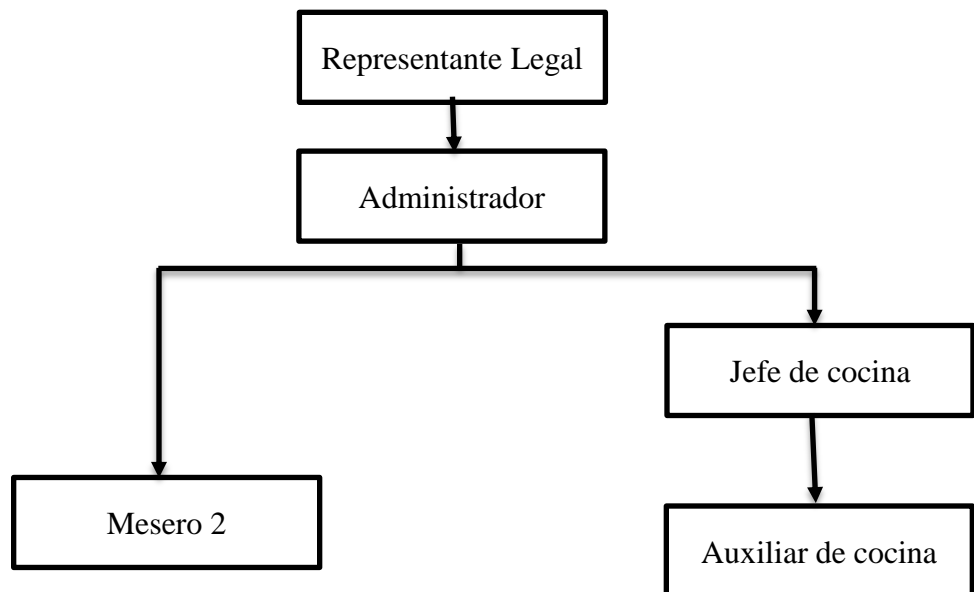 Representante Legal
Administrador
Jefe de cocina
Mesero 2
Auxiliar de cocina